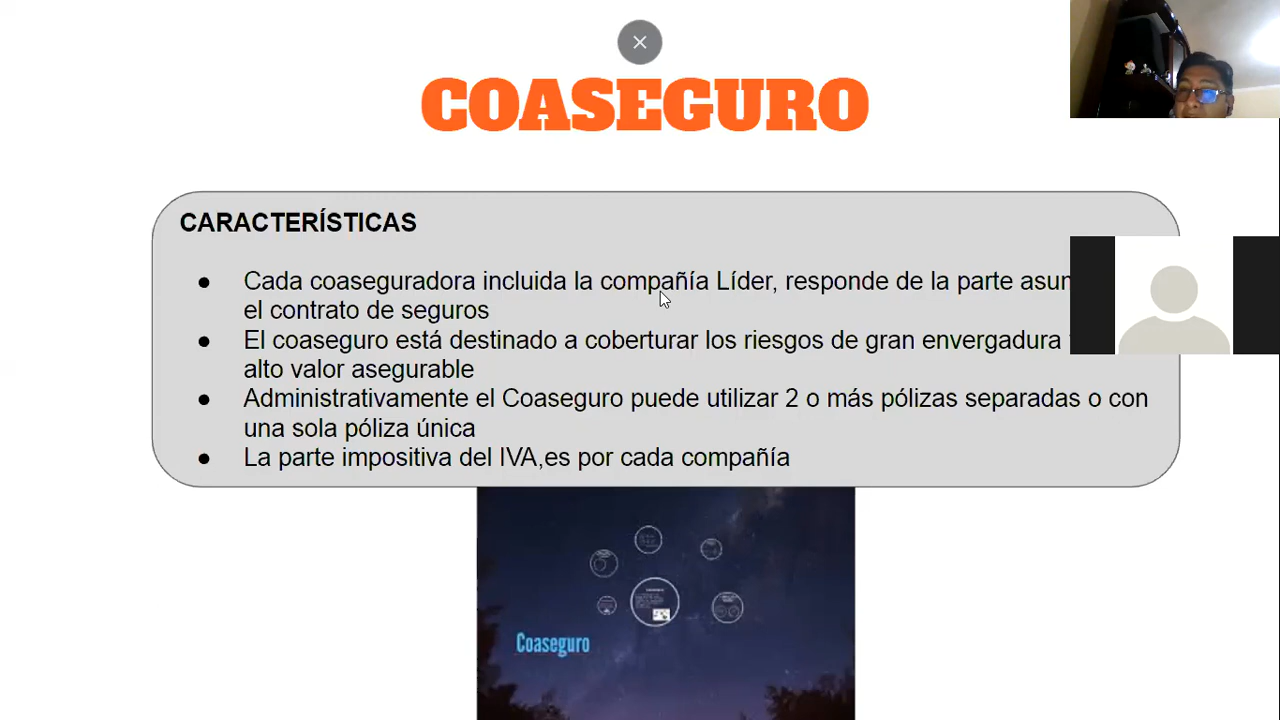 COASEGURO
CARACTERÍSTICAS
● Cada coaseguradora incluida la compañía Líder, responde de la parte
el contrato de seguros
● El coaseguro está destinado a coberturar los riesgos de gran envergadura
alto valor asegurable
● Administrativamente el Coaseguro puede utilizar 2 o más pólizas separadas o con
una sola póliza única
● La parte impositiva del IVA,es por cada compañía
Coaseguro